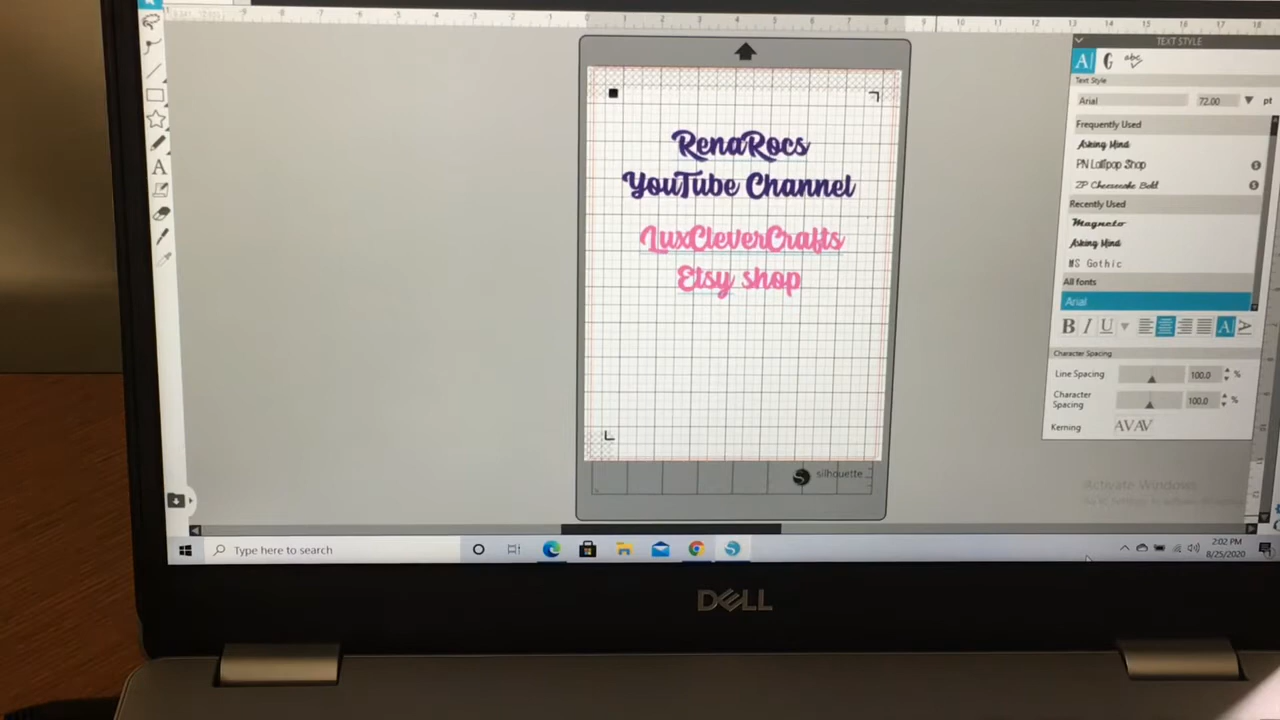 TEXT STYLE
Text Style
Arial
72.00
pt
Frequently Used
Asking Mind
PN Lollipop Shop
ZP Cheesecake Bold
Recently Used
Magneto
Asking Mind
MS Gothic
All fonts
Arial
B I U
Character Spacing
Line Spacing 100.0 %
Character Spacing 100.0 %
Kerning AVAV
RenaRocs
YouTube Channel
LuxCleverCrafts
Etsy shop
silhouette
Activate Windows
Type here to search
2:02 PM
8/25/2020
DELL